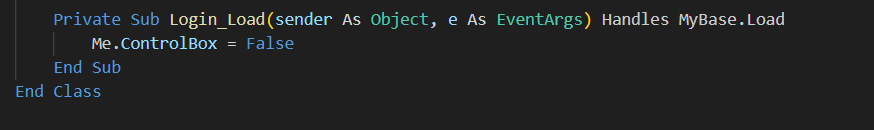 Private Sub Login_Load(sender As Object, e As EventArgs) Handles MyBase.Load
Me.ControlBox = False
End Sub
End Class